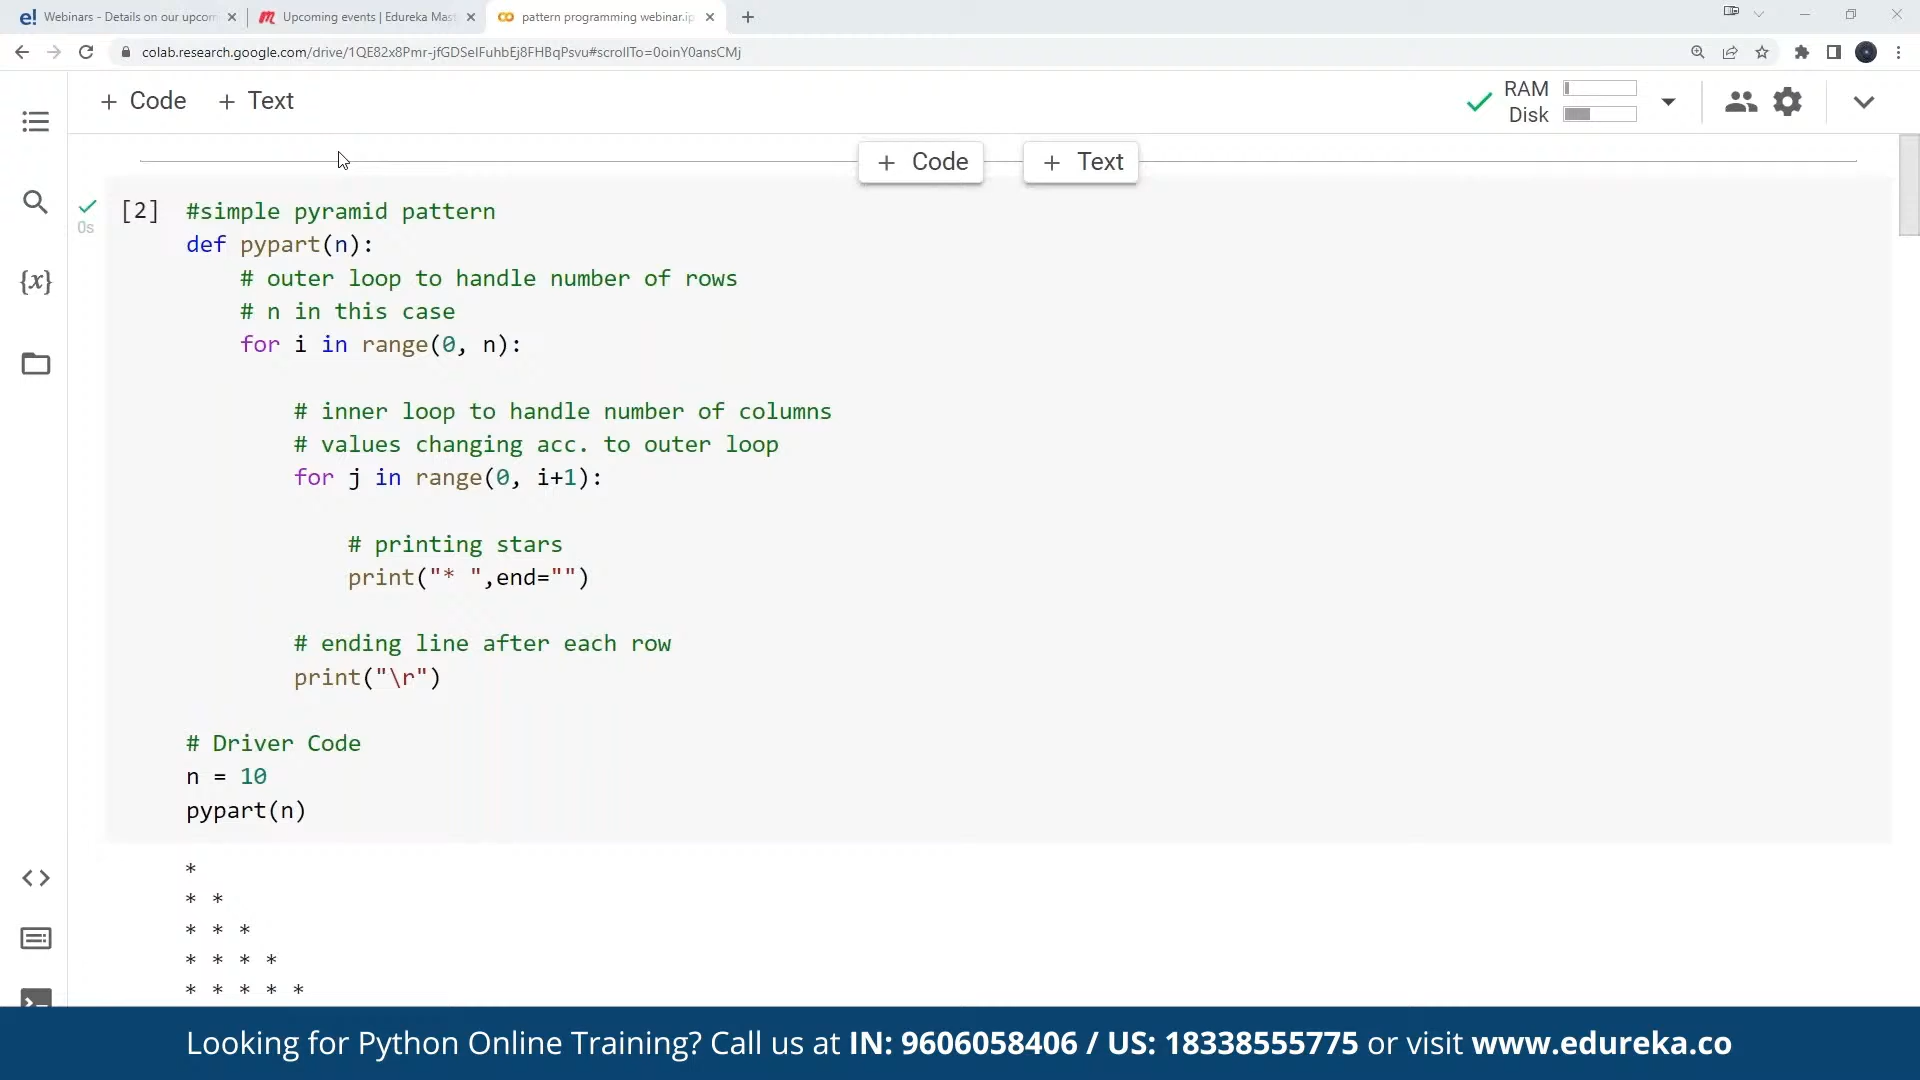 Webinars - Details on our upcom
Upcoming events | Edureka Mast
pattern programming webinar.ip
colab.research.google.com/drive/1QE82x8Pmr-jfGDSeIFuhbEj8FHBqPsvu#scrollTo=0oinY0ansCMj
+ Code + Text
RAM
Disk
+ Code + Text
{x}
0s
[2] #simple pyramid pattern
def pypart(n):
    # outer loop to handle number of rows
    # n in this case
    for i in range(0, n):
        # inner loop to handle number of columns
        # values changing acc. to outer loop
        for j in range(0, i+1):
            # printing stars
            print("* ",end="")
        # ending line after each row
        print("\r")
# Driver Code
n = 10
pypart(n)
*
* *
* * *
* * * *
* * * * *
Looking for Python Online Training? Call us at IN: 9606058406 / US: 18338555775 or visit www.edureka.co